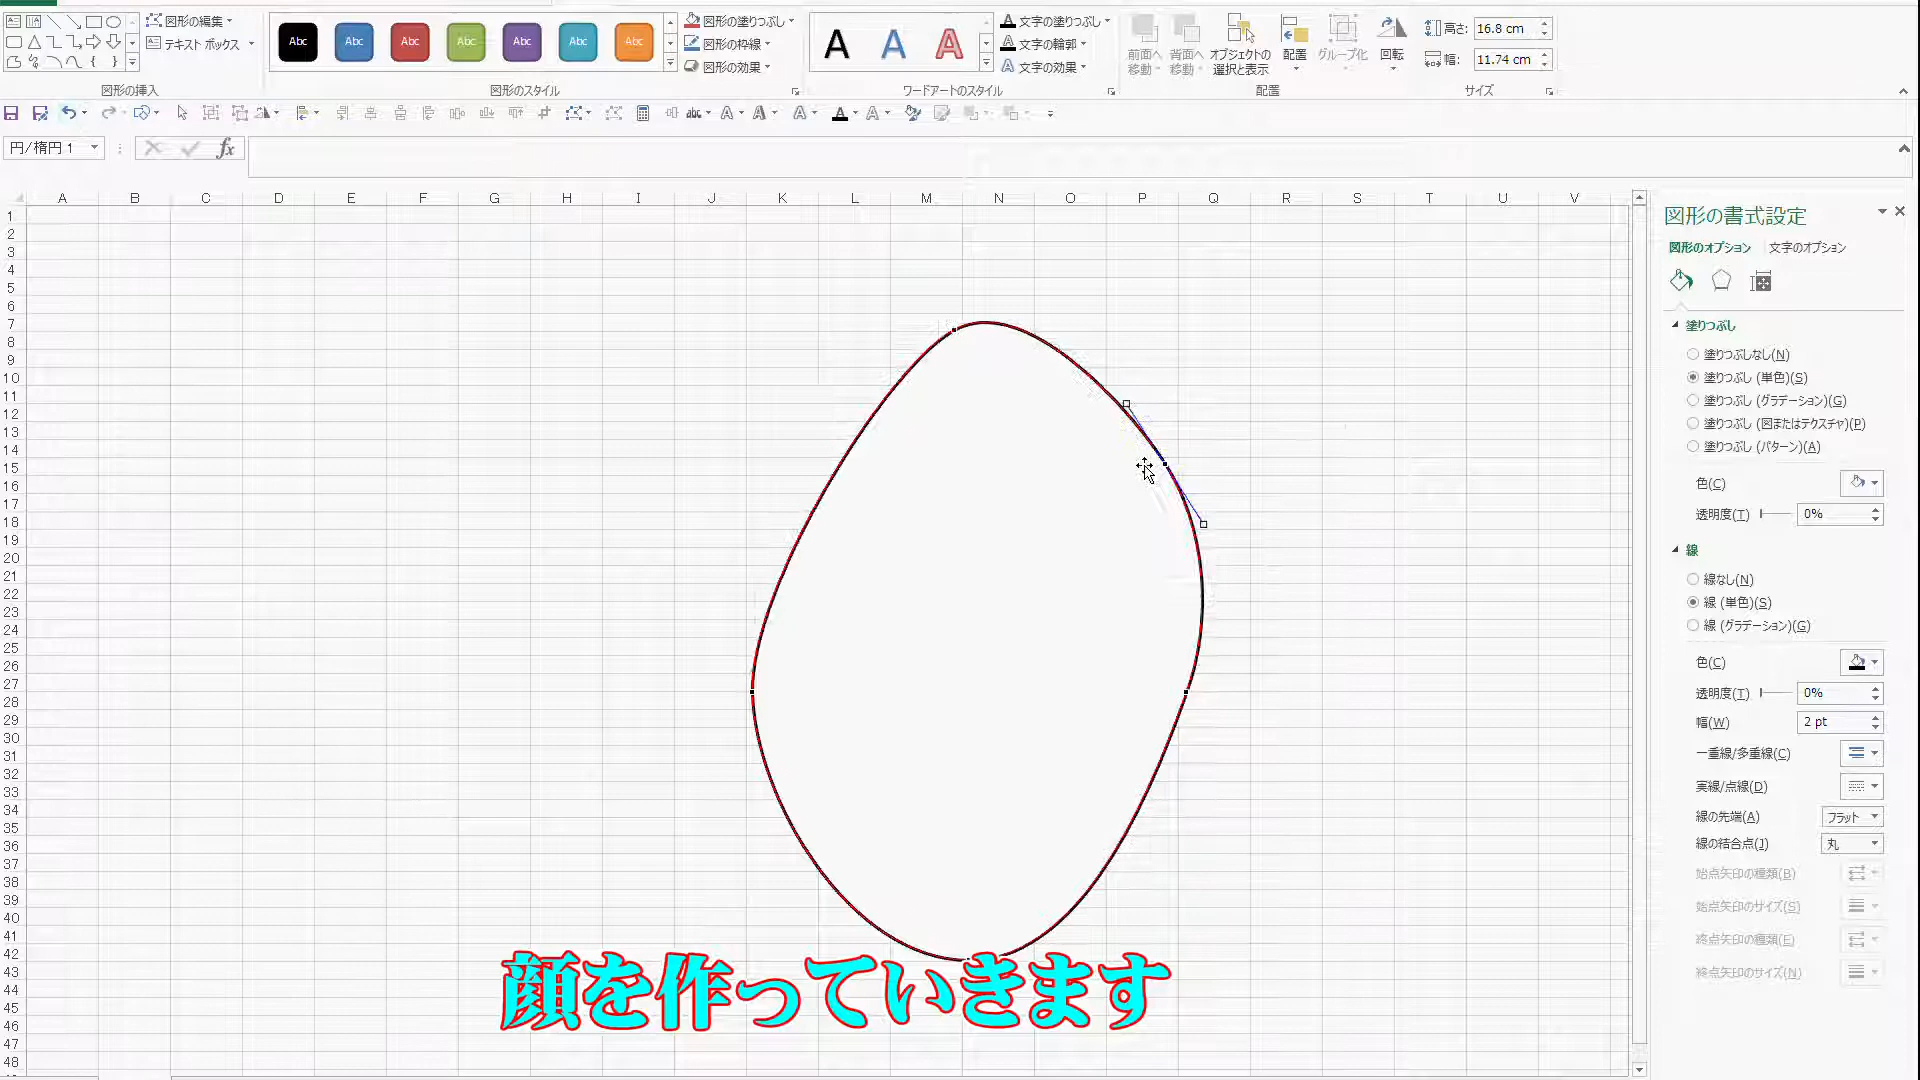 図形の編集
テキスト ボックス
図形の挿入
Abc Abc Abc Abc Abc Abc Abc
図形の塗りつぶし
図形の枠線
図形の効果
図形のスタイル
A A A
文字の塗りつぶし
文字の輪郭
文字の効果
ワードアートのスタイル
前面へ移動
背面へ移動
オブジェクトの選択と表示
配置
グループ化
回転
配置
高さ: 16.8 cm
幅: 11.74 cm
サイズ
円/楕円 1
fx
A B C D E F G H I J K L M N O P Q R S T U V
1
2
3
4
5
6
7
8
9
10
11
12
13
14
15
16
17
18
19
20
21
22
23
24
25
26
27
28
29
30
31
32
33
34
35
36
37
38
39
40
41
42
43
44
45
46
47
48
顔を作っていきます
図形の書式設定
図形のオプション 文字のオプション
塗りつぶし
塗りつぶしなし(N)
塗りつぶし (単色)(S)
塗りつぶし (グラデーション)(G)
塗りつぶし (図またはテクスチャ)(P)
塗りつぶし (パターン)(A)
色(C)
透明度(T) 0%
線
線なし(N)
線 (単色)(S)
線 (グラデーション)(G)
色(C)
透明度(T) 0%
幅(W) 2 pt
一重線/多重線(C)
実線/点線(D)
線の先端(A) フラット
線の結合点(J) 丸
始点矢印の種類(B)
始点矢印のサイズ(S)
終点矢印の種類(E)
終点矢印のサイズ(N)